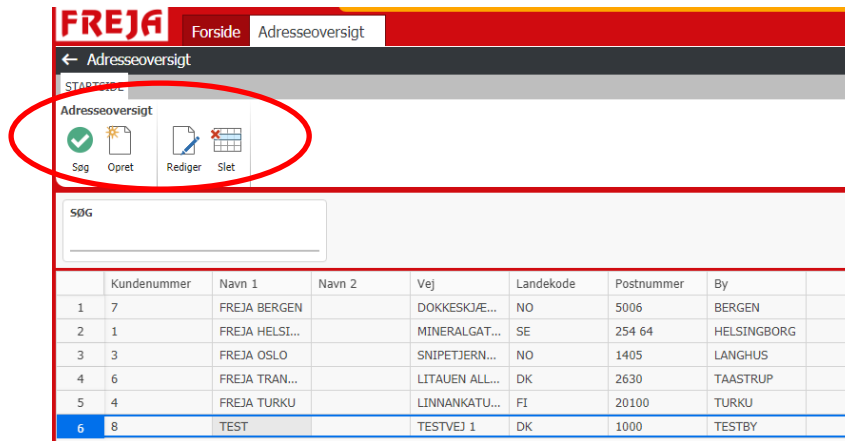 FREJA Forside Adresseoversigt
← Adresseoversigt
STARTSIDE
Adresseoversigt
Søg Opret Rediger Slet
SØG
Kundenummer Navn 1 Navn 2 Vej Landekode Postnummer By
1 7 FREJA BERGEN DOKKESKJÆ... NO 5006 BERGEN
2 1 FREJA HELSI... MINERALGAT... SE 254 64 HELSINGBORG
3 3 FREJA OSLO SNIPETJERN... NO 1405 LANGHUS
4 6 FREJA TRAN... LITAUEN ALL... DK 2630 TAASTRUP
5 4 FREJA TURKU LINNANKATU... FI 20100 TURKU
6 8 TEST TESTVEJ 1 DK 1000 TESTBY